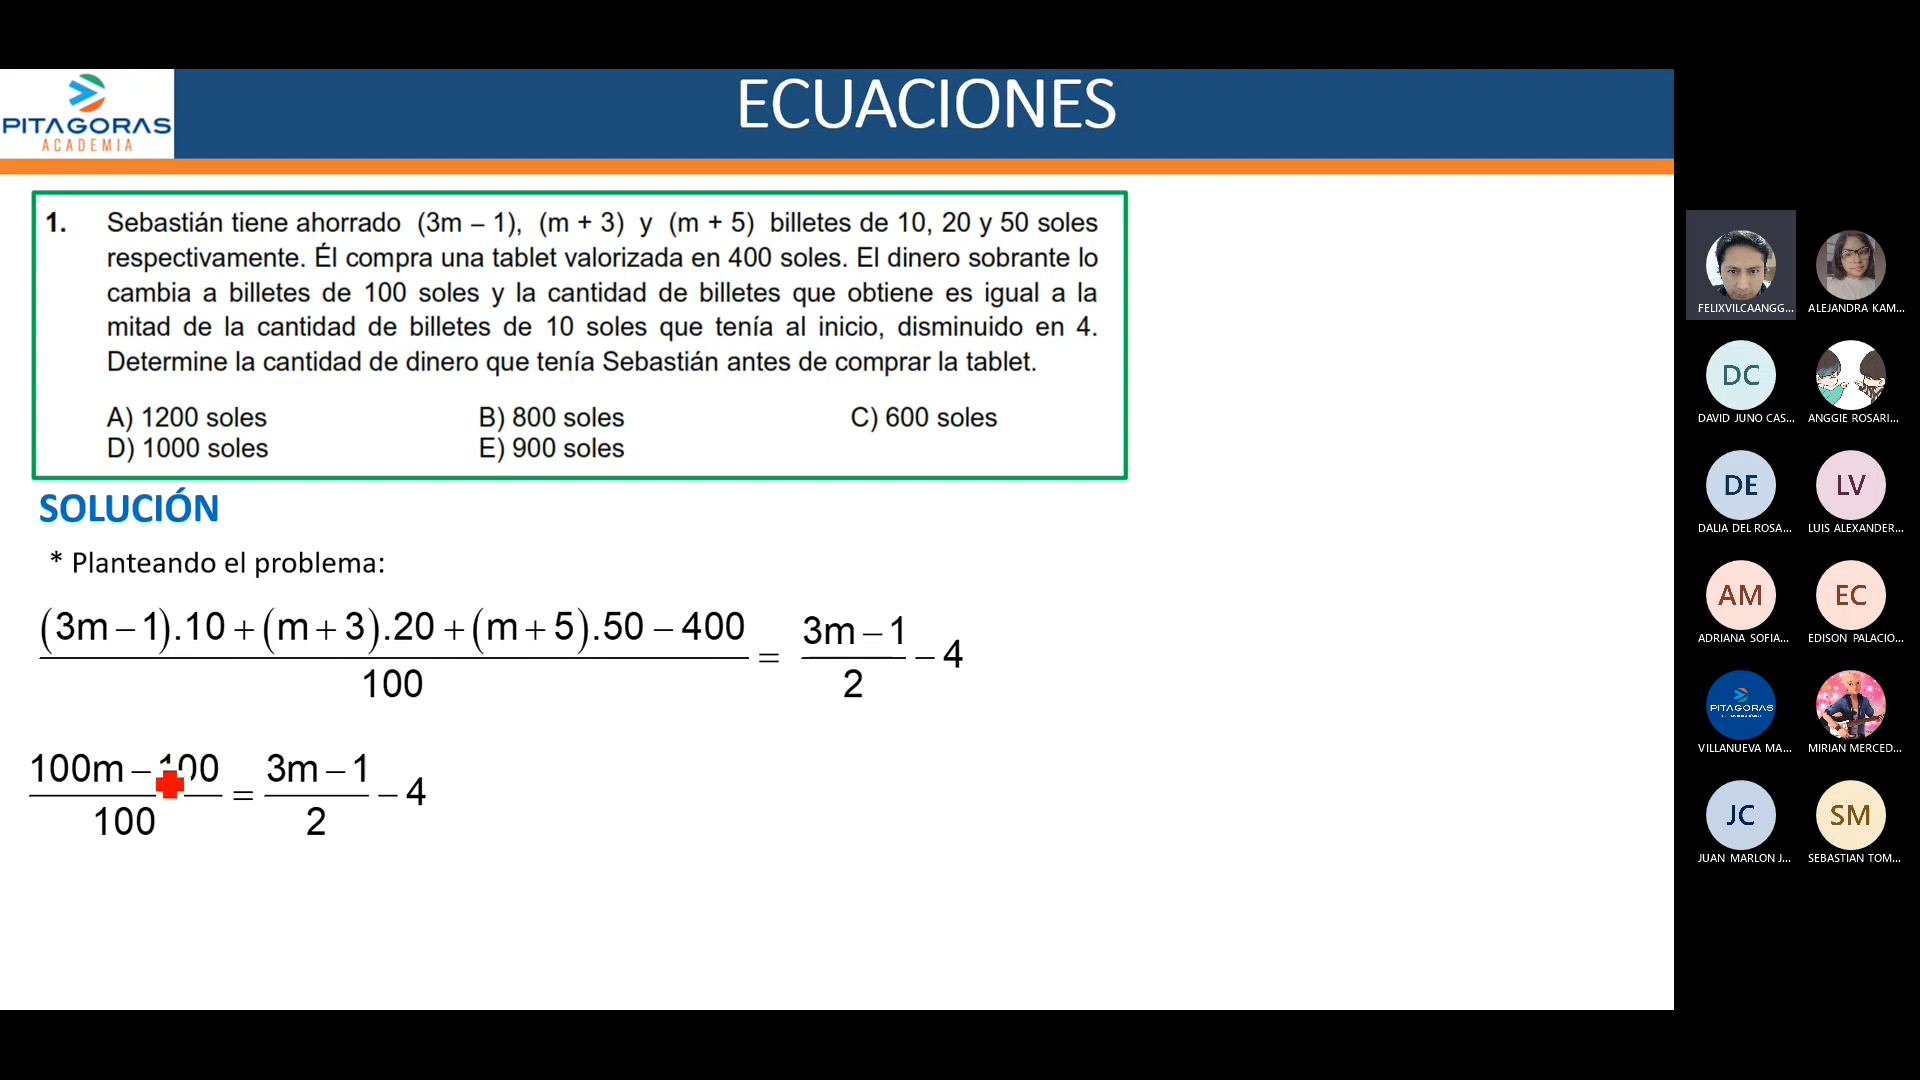 PITAGORAS
ACADEMIA
ECUACIONES
1. Sebastián tiene ahorrado (3m – 1), (m + 3) y (m + 5) billetes de 10, 20 y 50 soles
respectivamente. Él compra una tablet valorizada en 400 soles. El dinero sobrante lo
cambia a billetes de 100 soles y la cantidad de billetes que obtiene es igual a la
mitad de la cantidad de billetes de 10 soles que tenía al inicio, disminuido en 4.
Determine la cantidad de dinero que tenía Sebastián antes de comprar la tablet.
A) 1200 soles B) 800 soles C) 600 soles
D) 1000 soles E) 900 soles
SOLUCIÓN
* Planteando el problema:
(3m – 1).10 + (m + 3).20 + (m + 5).50 – 400
100
=
3m – 1
2
– 4
100m – 100
100
=
3m – 1
2
– 4
FELIXVILCAANGG...
ALEJANDRA KAM...
DC
DAVID JUNO CAS...
ANGGIE ROSARI...
DE
DALIA DEL ROSA...
LV
LUIS ALEXANDER...
AM
ADRIANA SOFIA...
EC
EDISON PALACIO...
PITAGORAS
VILLANUEVA MA...
MIRIAN MERCED...
JC
JUAN MARLON J...
SM
SEBASTIAN TOM...